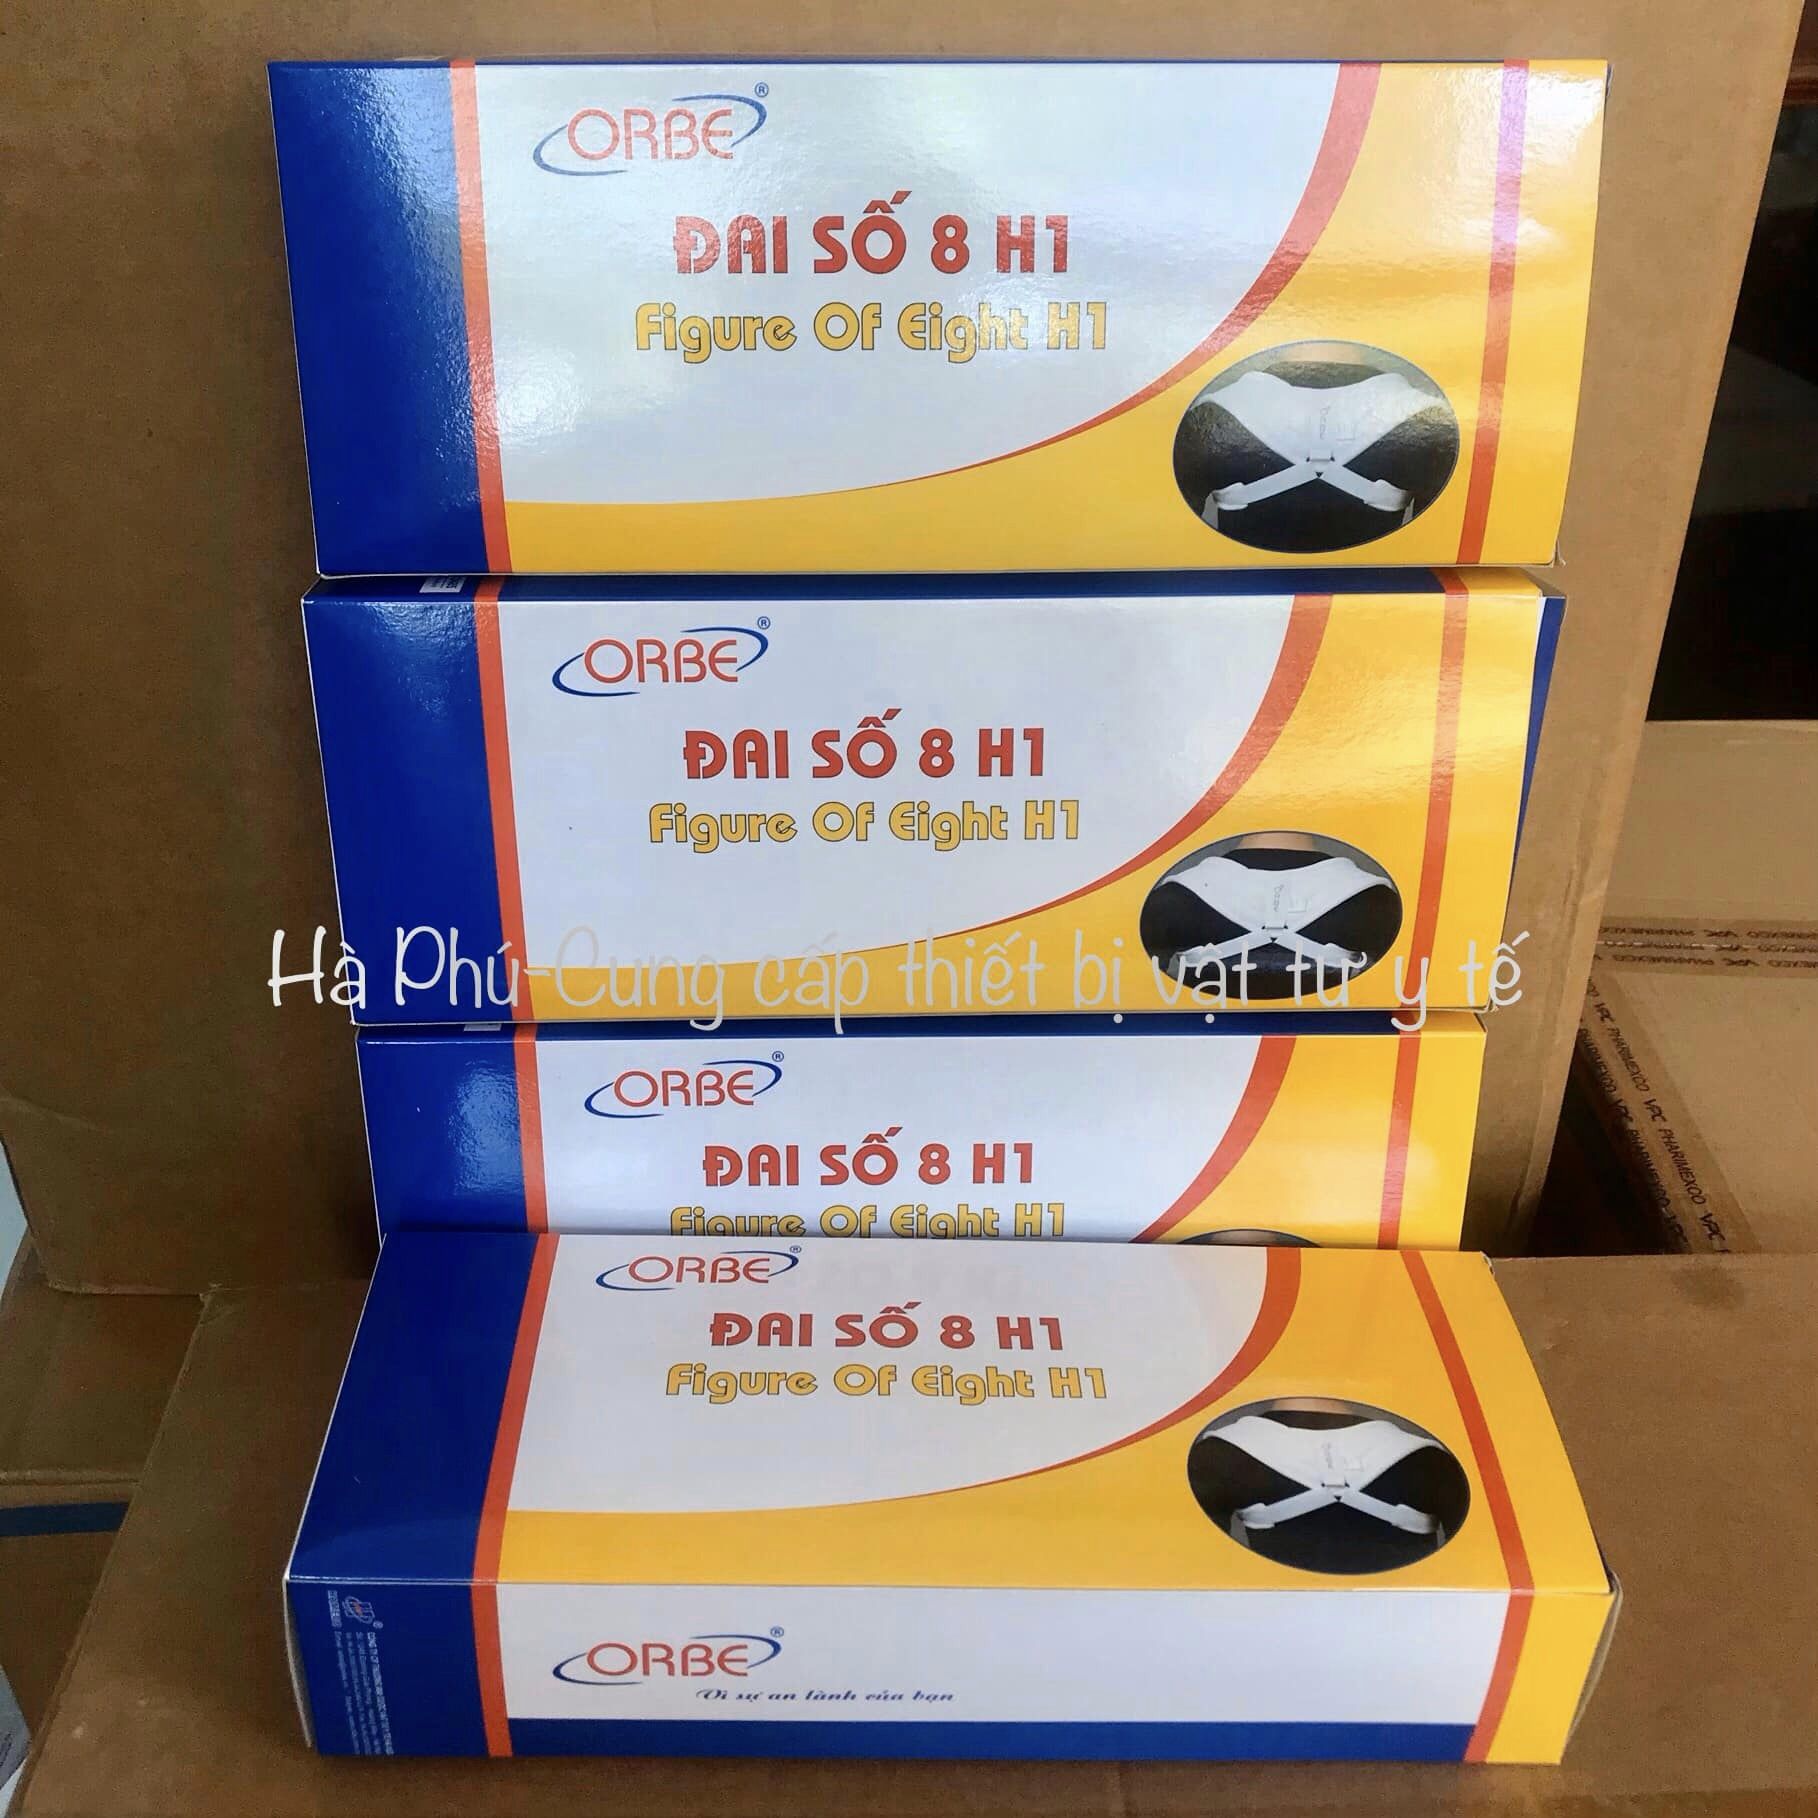 ORBE®
ĐAI SỐ 8 H1
Figure Of Eight H1
ORBE®
ĐAI SỐ 8 H1
Figure Of Eight H1
Hà Phú-Cung cấp thiết bị vật tư y tế
ORBE®
ĐAI SỐ 8 H1
Figure Of Eight H1
ORBE®
ĐAI SỐ 8 H1
Figure Of Eight H1
ORBE®
Vì sự an lành của bạn
VPC PHARIMEXCO